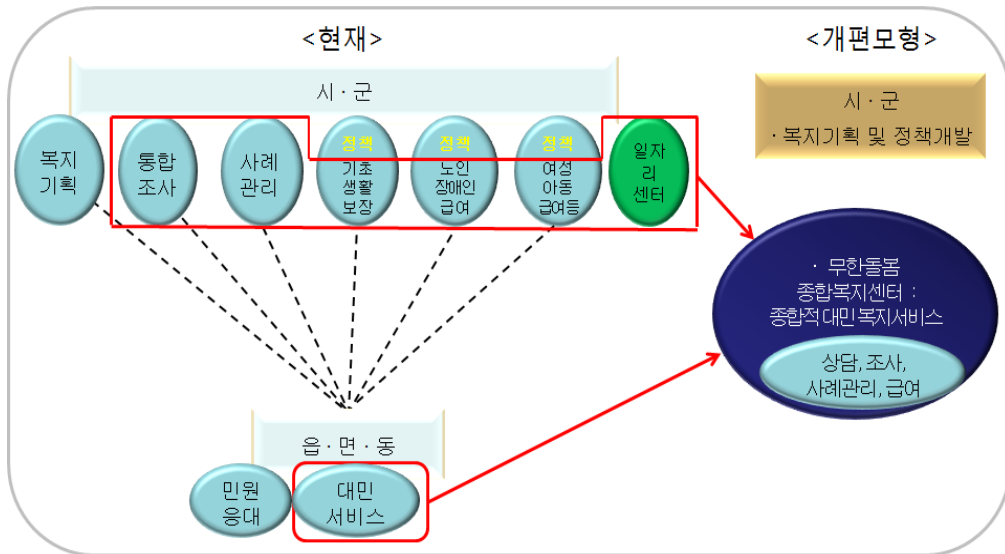 <현재>
<개편모형>
시·군
시·군
· 복지기획 및 정책개발
복지
기획
통합
조사
사례
관리
정책
기초
생활
보장
정책
노인
장애인
급여
정책
여성
아동
급여등
일자
리
센터
· 무한돌봄
종합복지센터 :
종합적 대민 복지서비스
상담, 조사,
사례관리, 급여
읍·면·동
민원
응대
대민
서비스